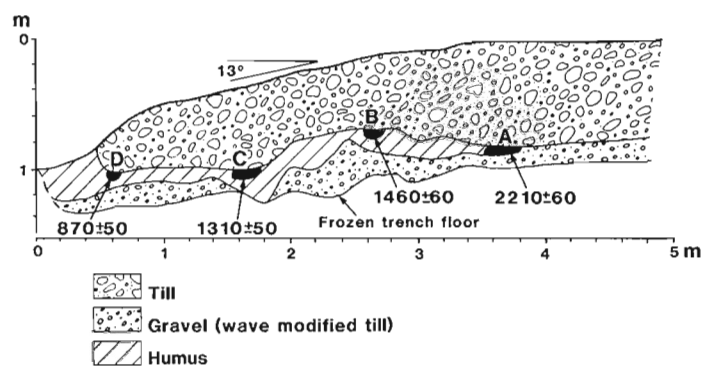 m
0
13°
B
D
C
A
1
1460±60
2210±60
870±50
1310±50
Frozen trench floor
0
1
2
3
4
5 m
Till
Gravel (wave modified till)
Humus